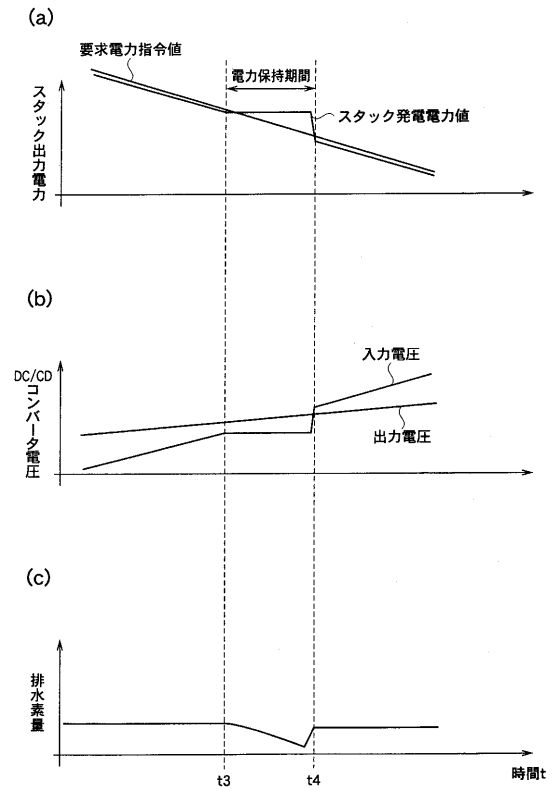 (a)
要求電力指令値
電力保持期間
スタック発電電力値
スタック出力電力
(b)
DC/CD
コンバータ電圧
入力電圧
出力電圧
(c)
排水素量
t3
t4
時間t